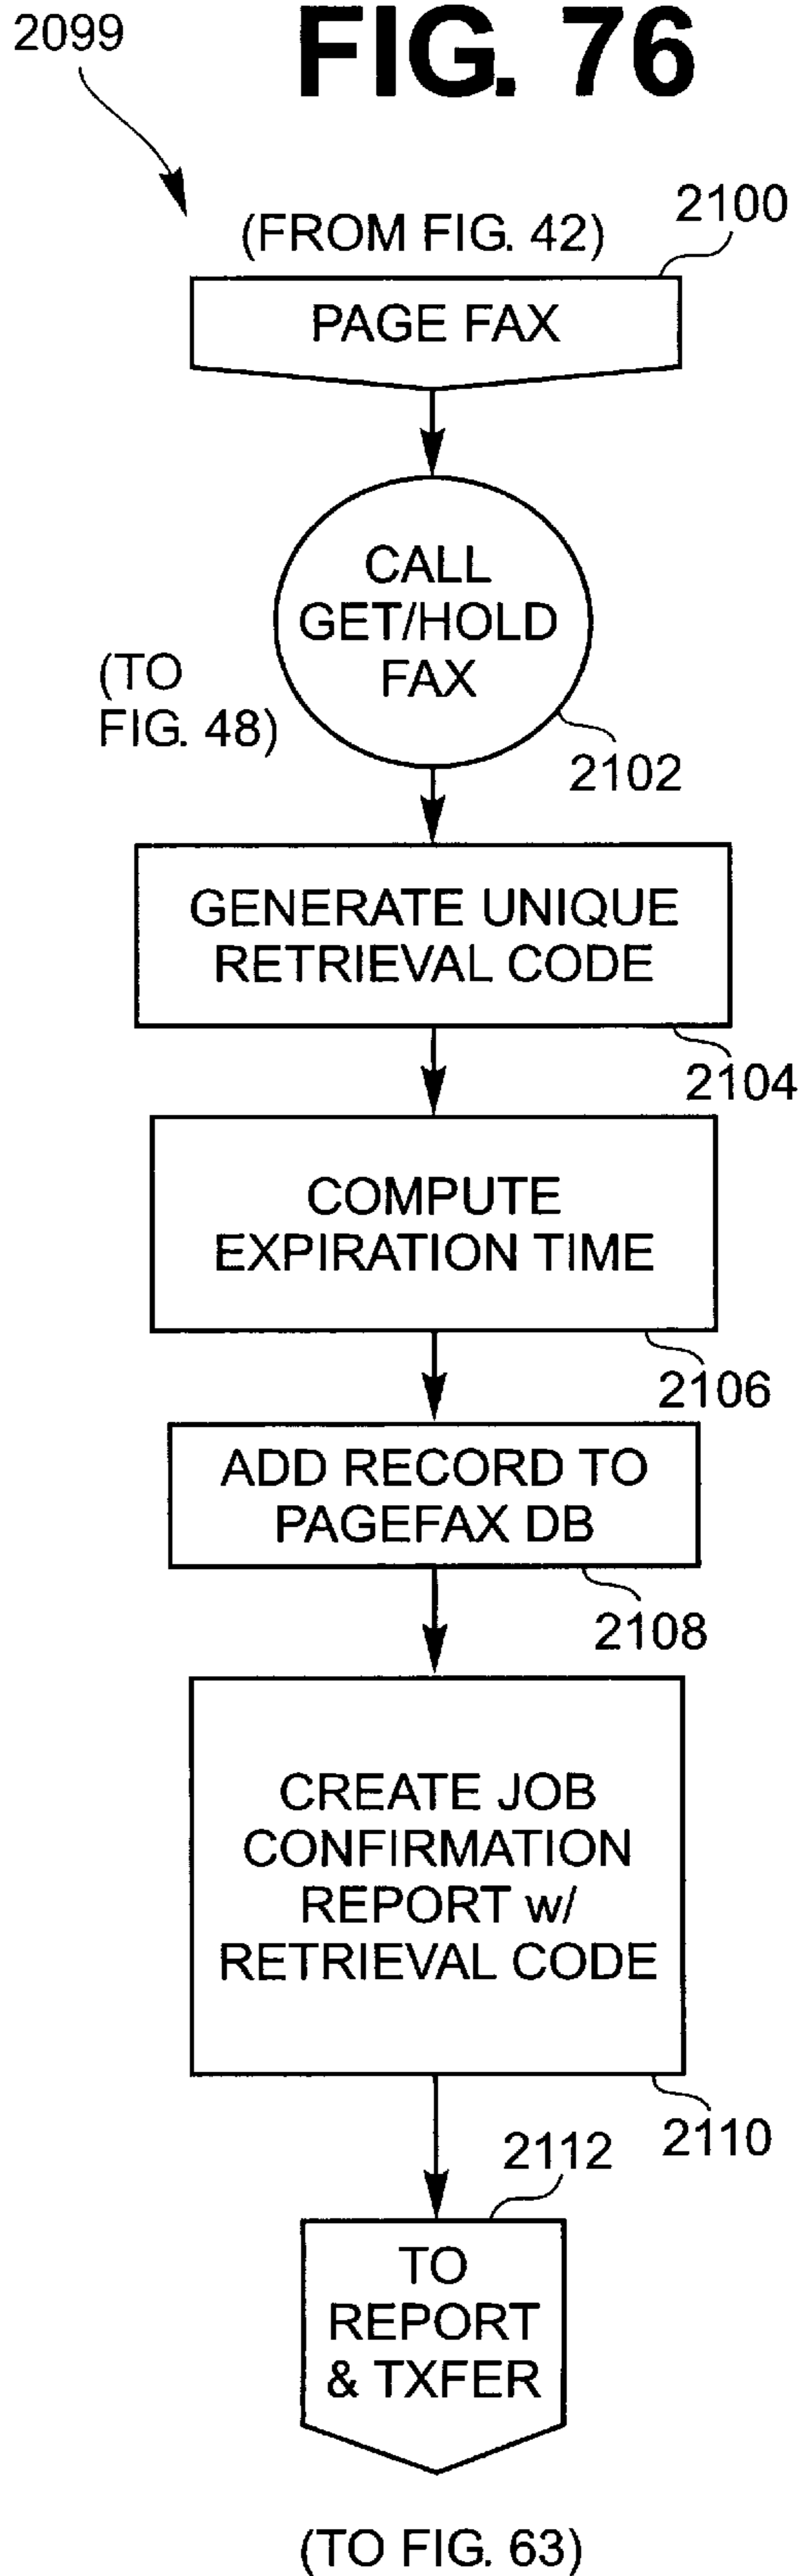 2099
FIG. 76
(FROM FIG. 42)
2100
PAGE FAX
CALL
GET/HOLD
FAX
(TO
FIG. 48)
2102
GENERATE UNIQUE
RETRIEVAL CODE
2104
COMPUTE
EXPIRATION TIME
2106
ADD RECORD TO
PAGEFAX DB
2108
CREATE JOB
CONFIRMATION
REPORT w/
RETRIEVAL CODE
2110
2112
TO
REPORT
& TXFER
(TO FIG. 63)